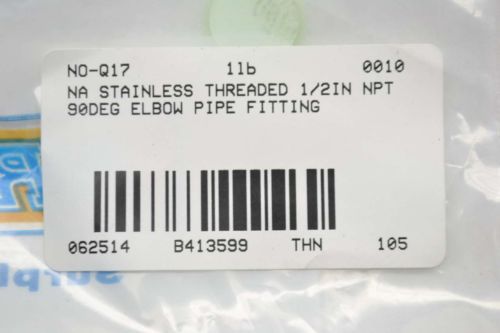 NO-Q17 1lb 0010
NA STAINLESS THREADED 1/2IN NPT
90DEG ELBOW PIPE FITTING
062514 B413599 THN 105